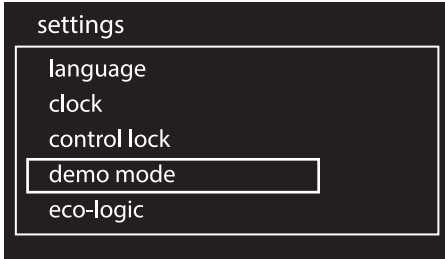 settings
language
clock
control lock
demo mode
eco-logic